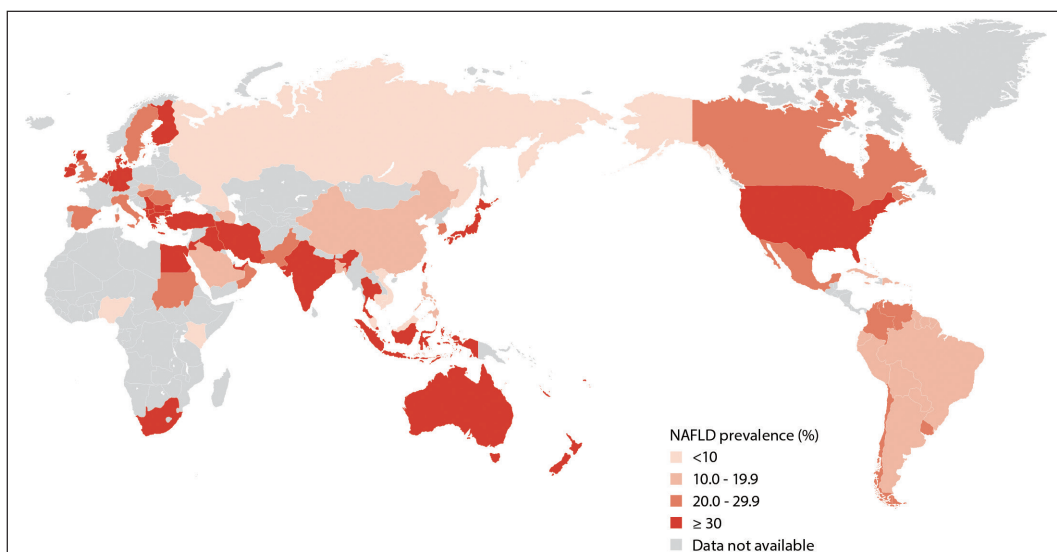 NAFLD prevalence (%)
<10
10.0 - 19.9
20.0 - 29.9
≥ 30
Data not available